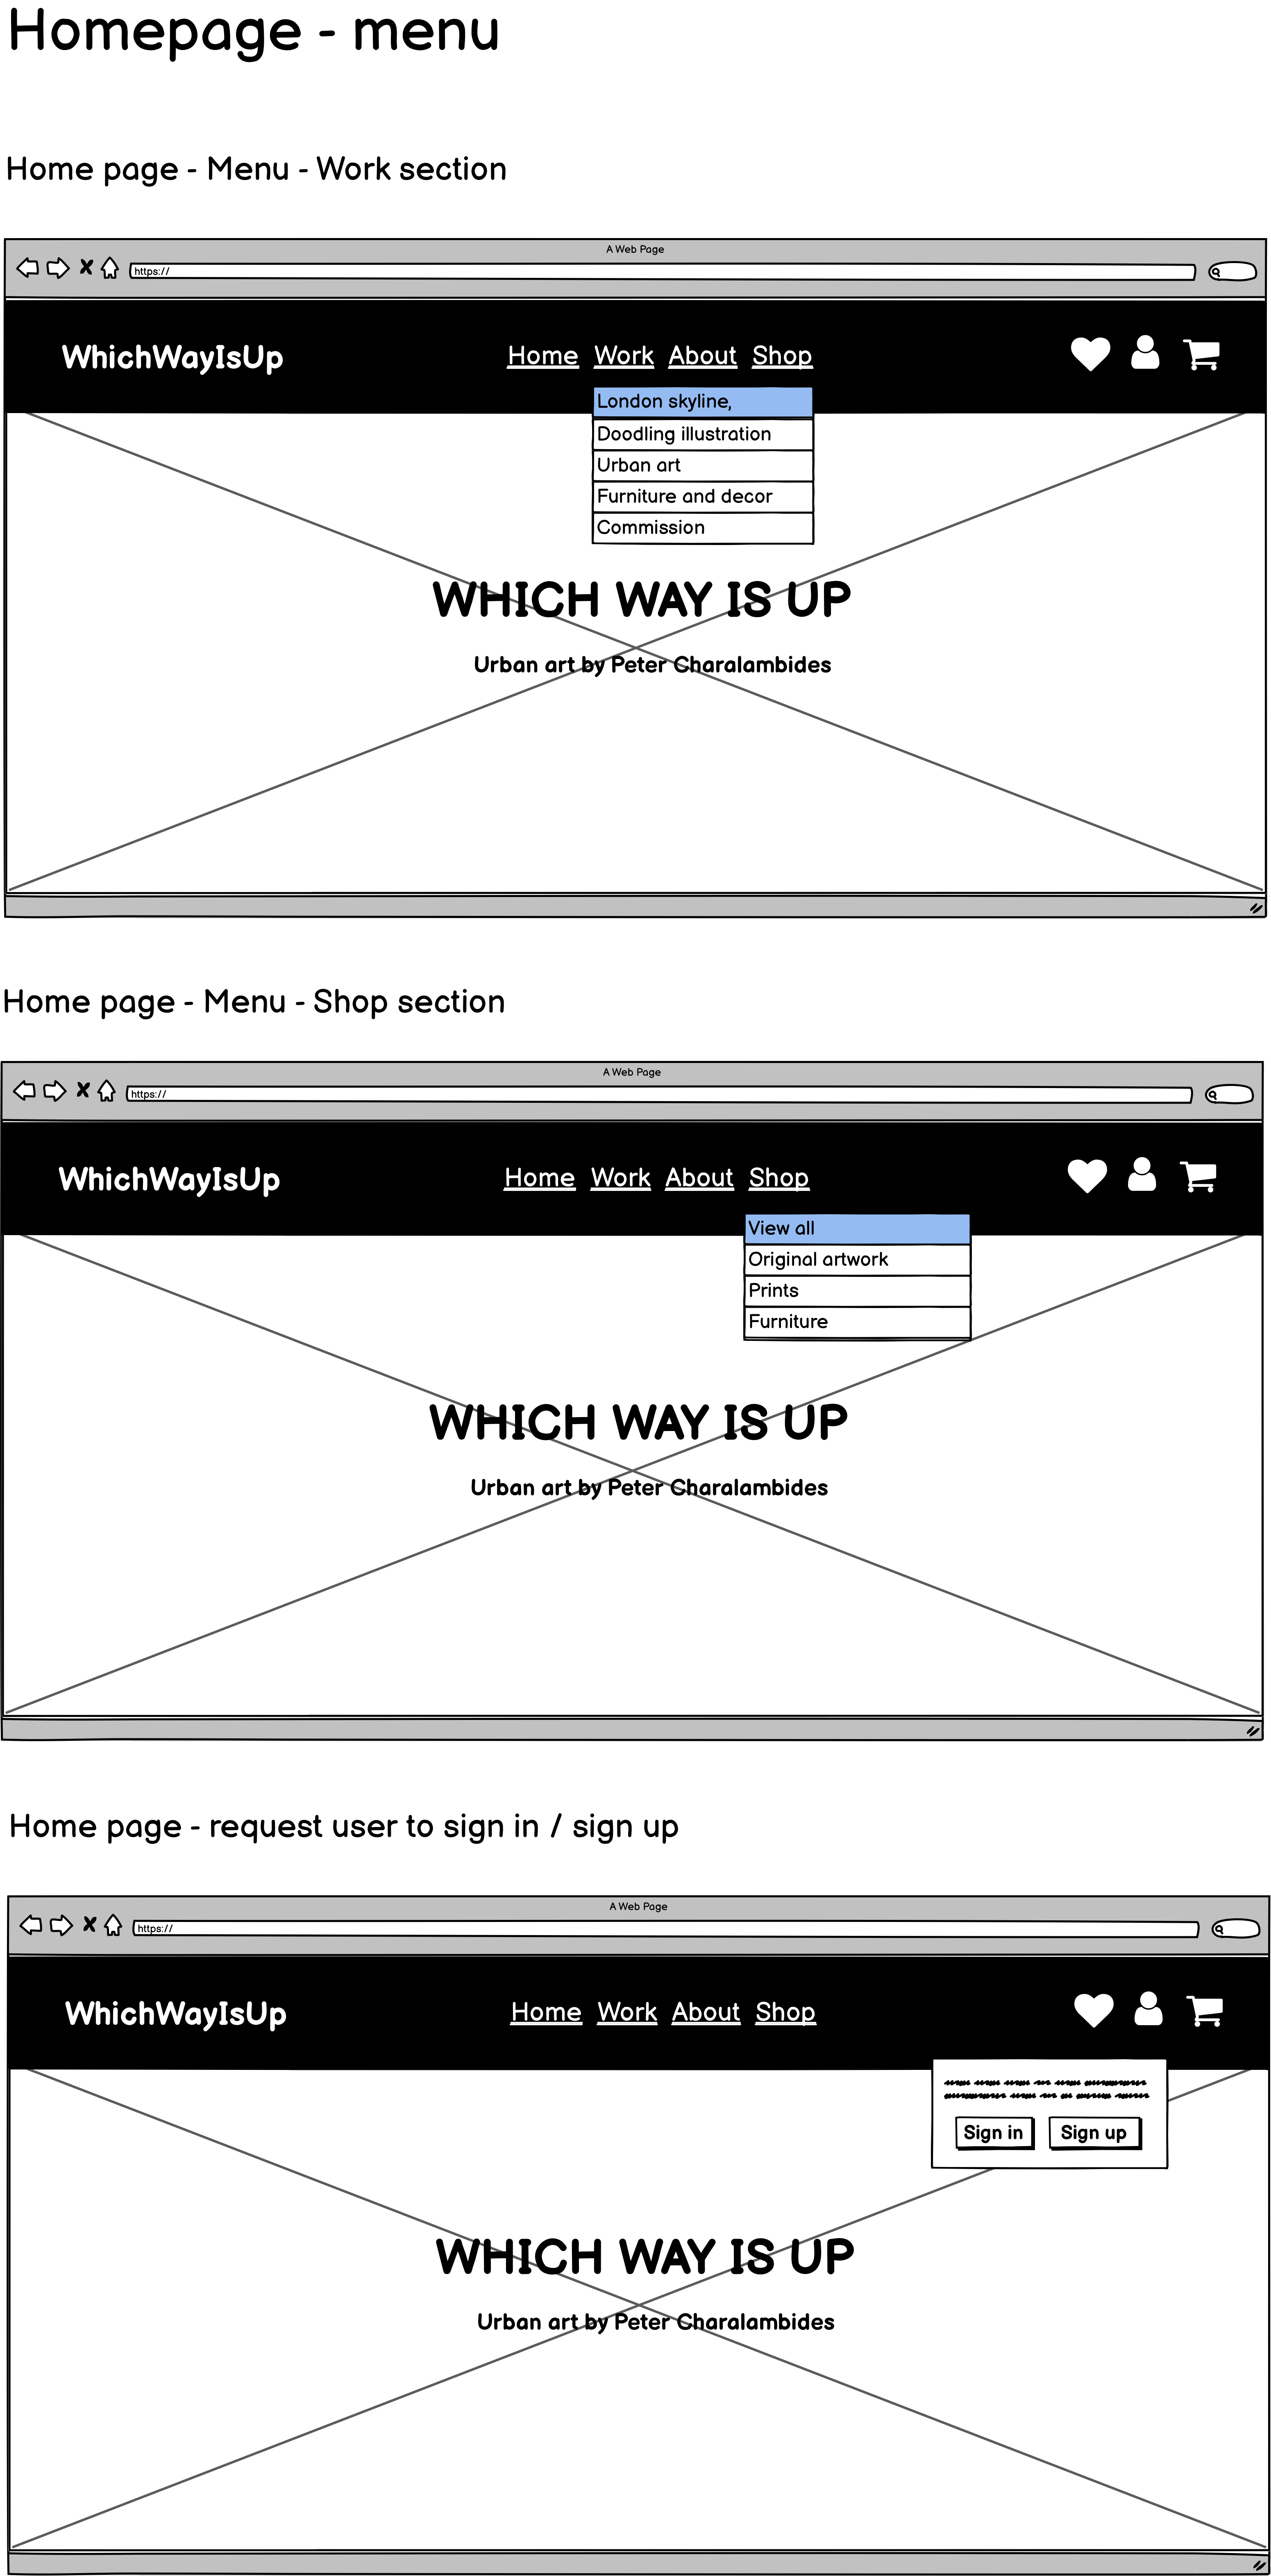 Homepage - menu
Home page - Menu - Work section
A Web Page
https://
WhichWayIsUp Home Work About Shop
London skyline,
Doodling illustration
Urban art
Furniture and decor
Commission
WHICH WAY IS UP
Urban art by Peter Charalambides
Home page - Menu - Shop section
A Web Page
https://
WhichWayIsUp Home Work About Shop
View all
Original artwork
Prints
Furniture
WHICH WAY IS UP
Urban art by Peter Charalambides
Home page - request user to sign in / sign up
A Web Page
https://
WhichWayIsUp Home Work About Shop
Sign in Sign up
WHICH WAY IS UP
Urban art by Peter Charalambides